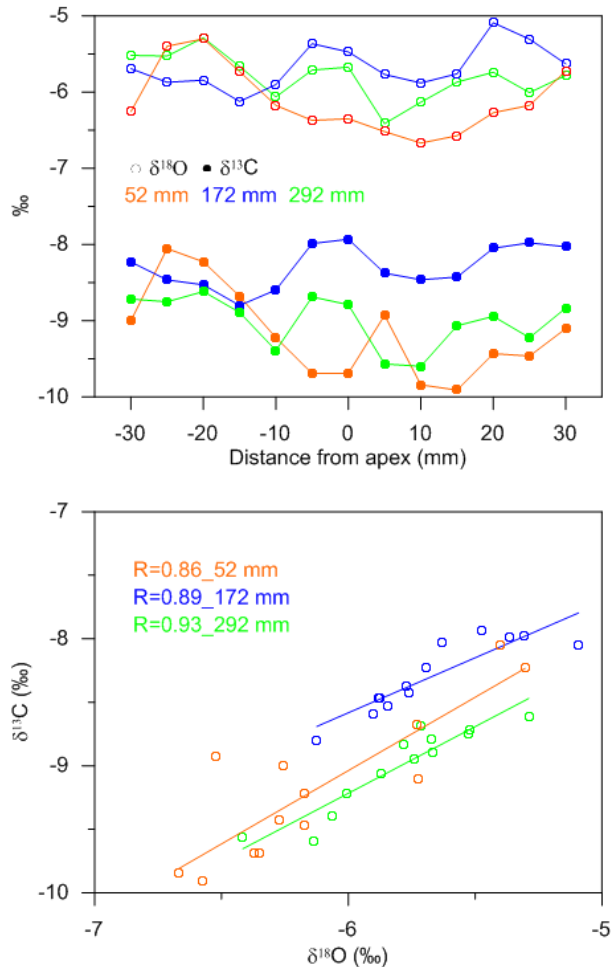 -5
-6
-7
-8
-9
-10
‰
○ δ¹⁸O ● δ¹³C
52 mm 172 mm 292 mm
-30 -20 -10 0 10 20 30
Distance from apex (mm)
-7
-8
-9
-10
δ¹³C (‰)
R=0.86_52 mm
R=0.89_172 mm
R=0.93_292 mm
-7 -6 -5
δ¹⁸O (‰)